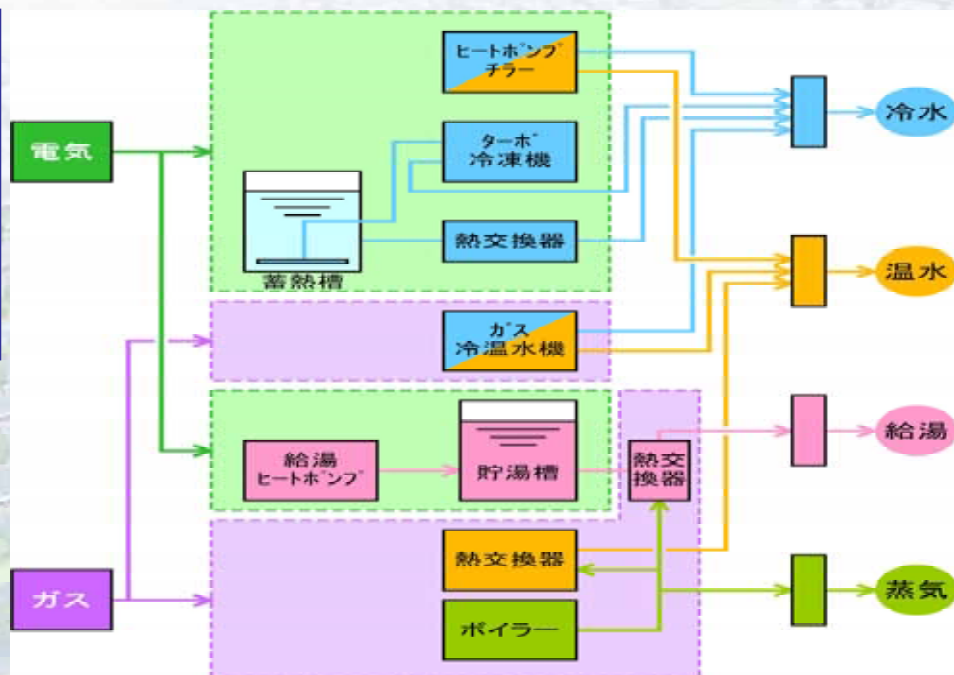 ヒートポンプ
チラー
冷水
電気
ターボ
冷凍機
熱交換器
蓄熱槽
温水
ガス
冷温水機
給湯
ヒートポンプ
貯湯槽
熱交
換器
給湯
熱交換器
ガス
ボイラー
蒸気